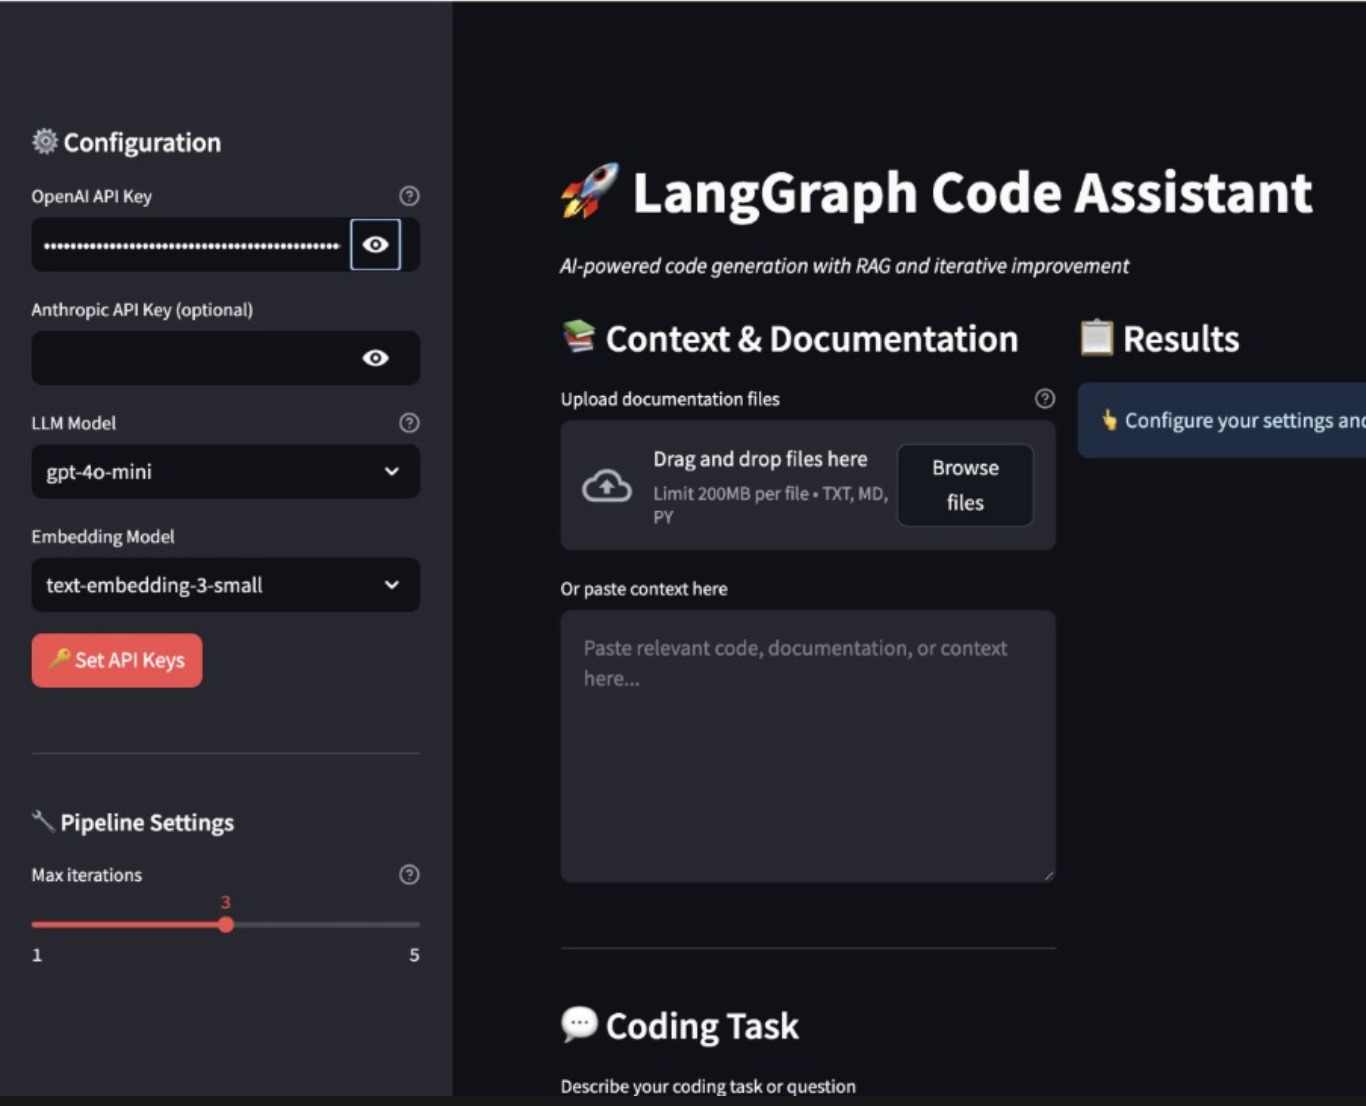 Configuration
OpenAI API Key
Anthropic API Key (optional)
LLM Model
gpt-4o-mini
Embedding Model
text-embedding-3-small
Set API Keys
Pipeline Settings
Max iterations
3
1
5
LangGraph Code Assistant
AI-powered code generation with RAG and iterative improvement
Context & Documentation
Upload documentation files
Drag and drop files here
Limit 200MB per file • TXT, MD,
PY
Browse
files
Or paste context here
Paste relevant code, documentation, or context
here...
Coding Task
Describe your coding task or question
Results
Configure your settings and